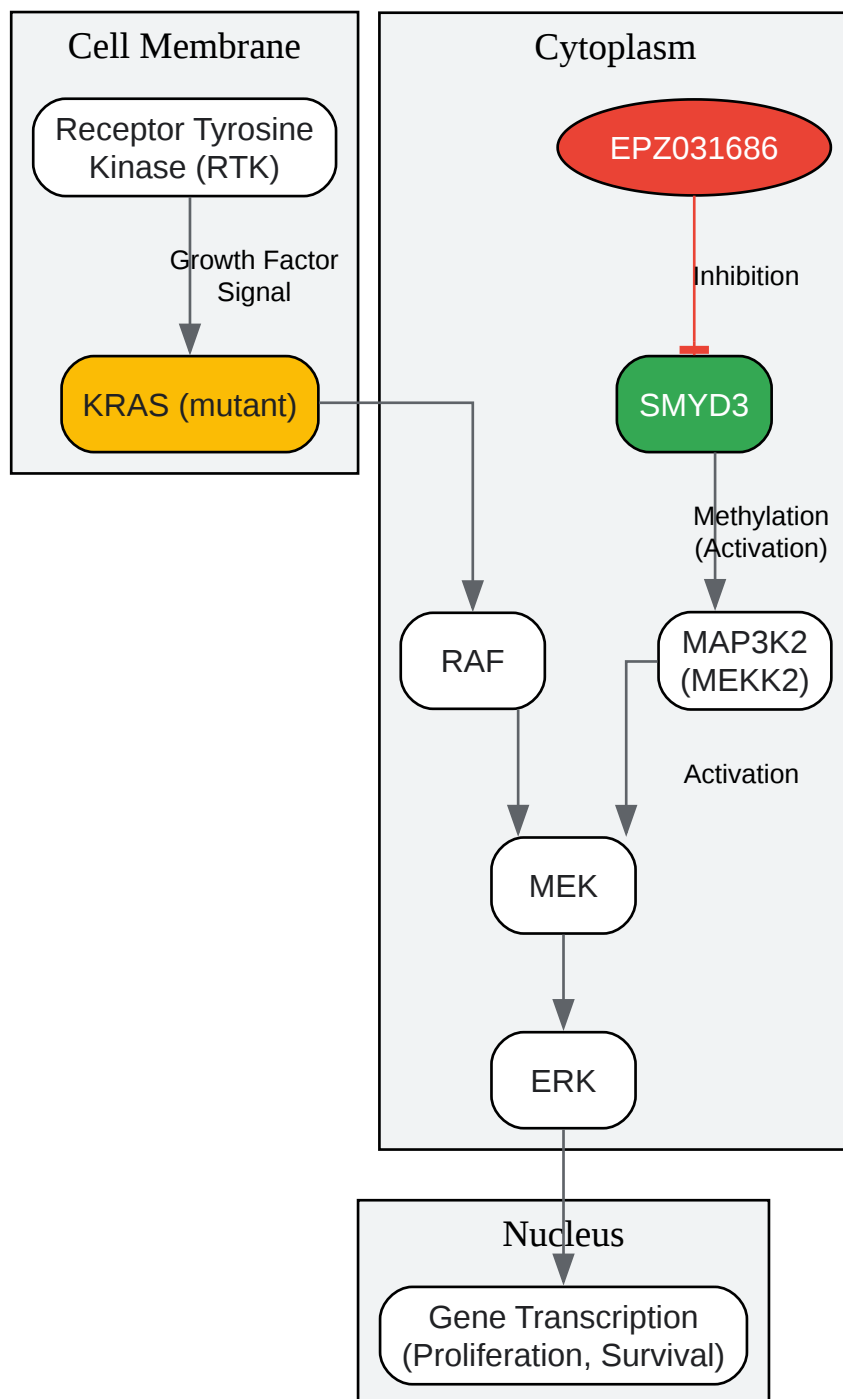 Cell Membrane
Receptor Tyrosine
Kinase (RTK)
Growth Factor
Signal
KRAS (mutant)
Cytoplasm
EPZ031686
Inhibition
SMYD3
Methylation
(Activation)
RAF
MAP3K2
(MEKK2)
Activation
MEK
ERK
Nucleus
Gene Transcription
(Proliferation, Survival)